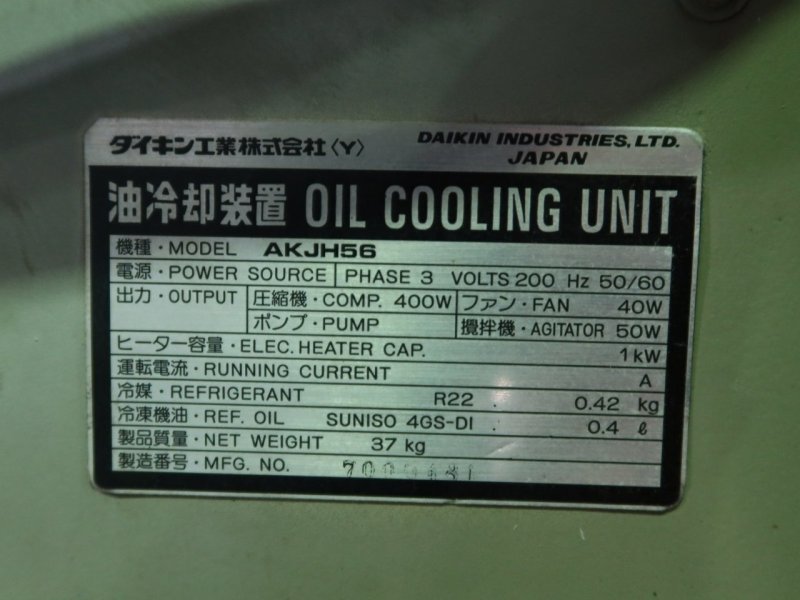 ダイキン工業株式会社〈Y〉 DAIKIN INDUSTRIES, LTD.
JAPAN
油冷却装置 OIL COOLING UNIT
機種・MODEL AKJH56
電源・POWER SOURCE PHASE 3 VOLTS 200 Hz 50/60
出力・OUTPUT 圧縮機・COMP. 400W ファン・FAN 40W
ポンプ・PUMP 攪拌機・AGITATOR 50W
ヒーター容量・ELEC. HEATER CAP. 1kW
運転電流・RUNNING CURRENT A
冷媒・REFRIGERANT R22 . 0.42 kg
冷凍機油・REF. OIL SUNISO 4GS-DI . 0.4 ℓ
製品質量・NET WEIGHT 37 kg
製造番号・MFG. NO.